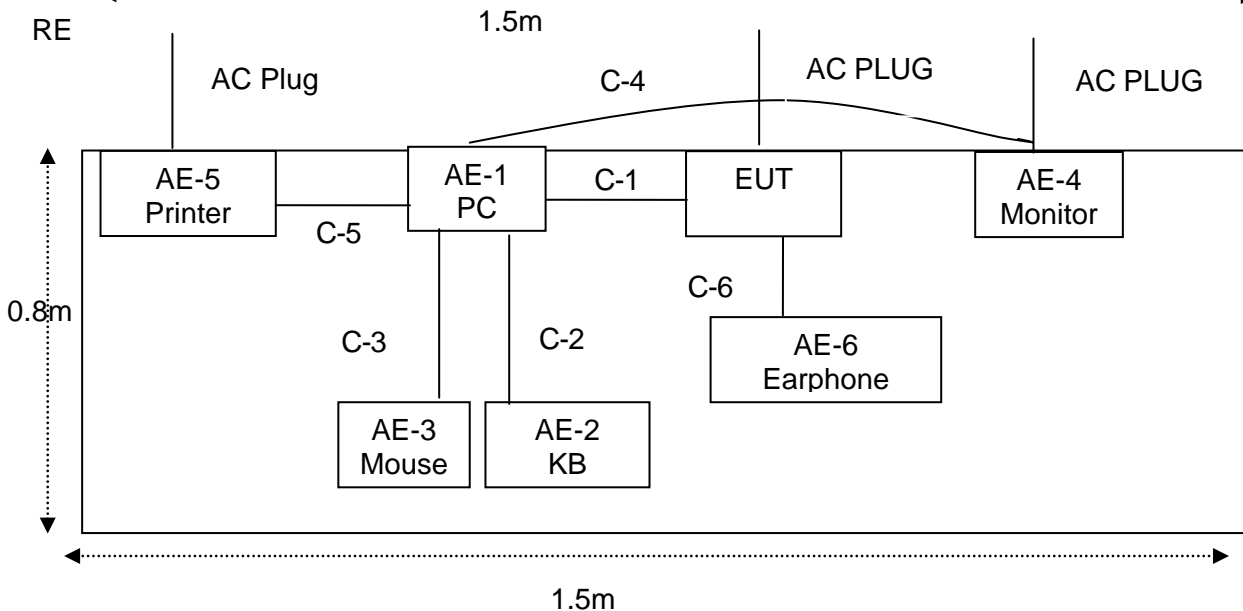 1.5m
RE
AC Plug
C-4
AC PLUG
AC PLUG
AE-5
Printer
AE-1
PC
C-1
EUT
AE-4
Monitor
C-5
C-6
0.8m
C-3
C-2
AE-6
Earphone
AE-3
Mouse
AE-2
KB
1.5m